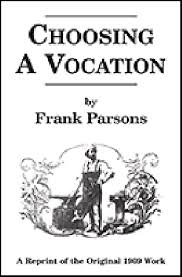 CHOOSING
A VOCATION
by
Frank Parsons
A Reprint of the Original 1909 Work